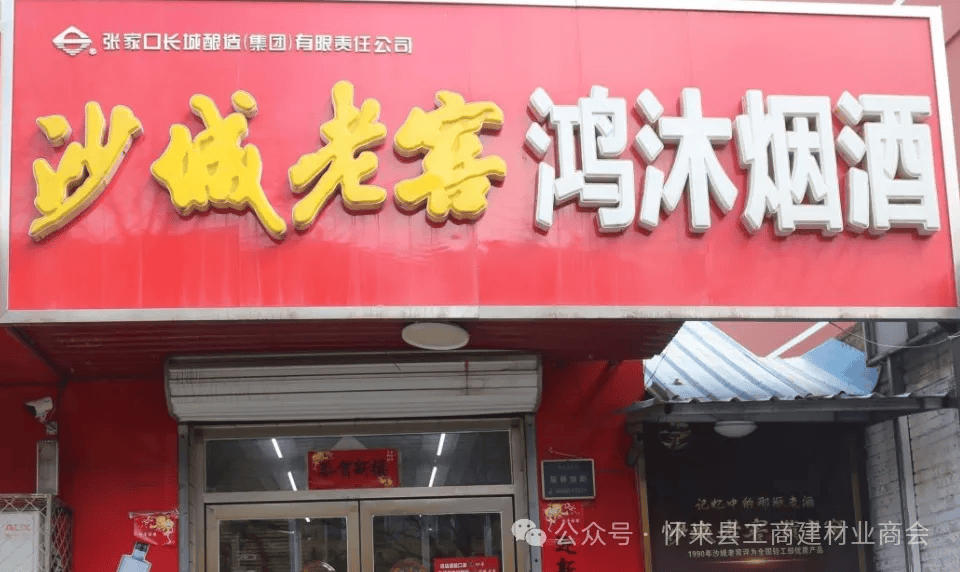 张家口长城酿造(集团)有限责任公司
沙城老窖 鸿沐烟酒
恭贺新禧
记忆中的那瓶老酒
1990年沙城老窖评为全国轻工部优质产品
公众号·怀来县工商建材业商会